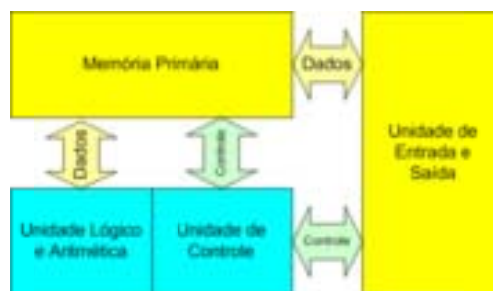 Memória Primária
Dados
Unidade de
Entrada e
Saída
Dados
Controle
Unidade Lógico
e Aritmética
Unidade de
Controle
Controle